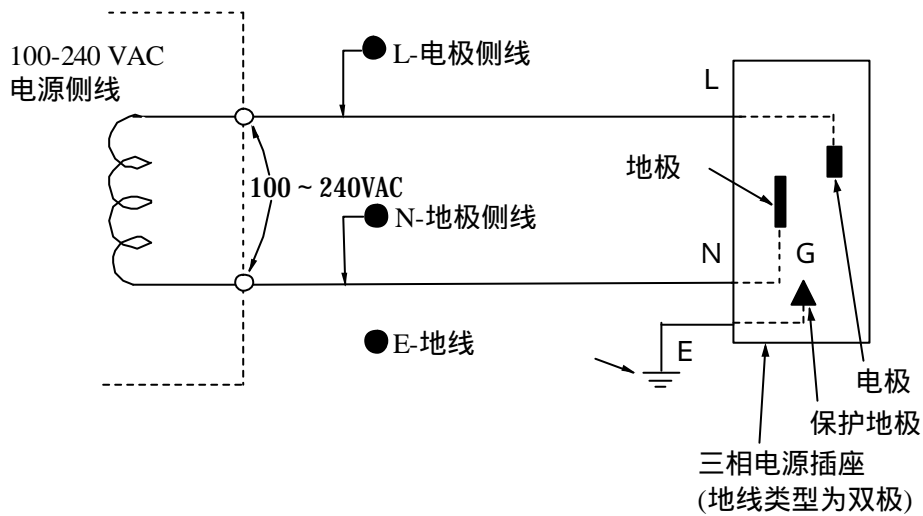 100-240 VAC
电源侧线
L-电极侧线
L
100 ~ 240VAC
地极
N-地极侧线
N
G
E-地线
E
电极
保护地极
三相电源插座
(地线类型为双极)